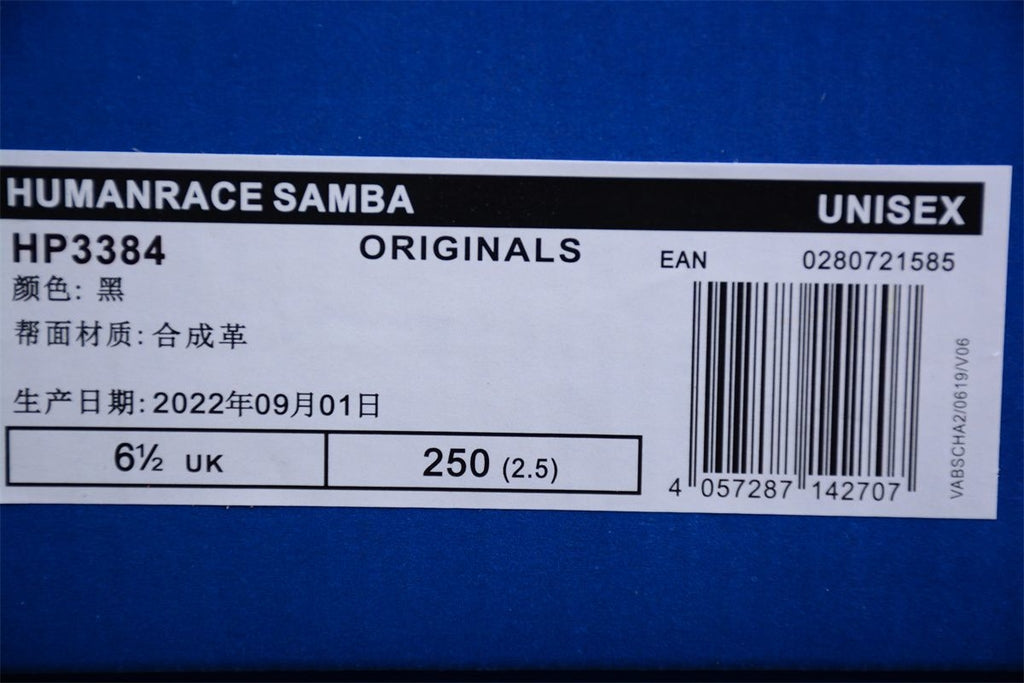 HUMANRACE SAMBA UNISEX
HP3384 ORIGINALS EAN 0280721585
颜色: 黑
帮面材质: 合成革
生产日期: 2022年09月01日
6½ UK 250 (2.5)
4 057287 142707
VABSCHA2/0619/V06